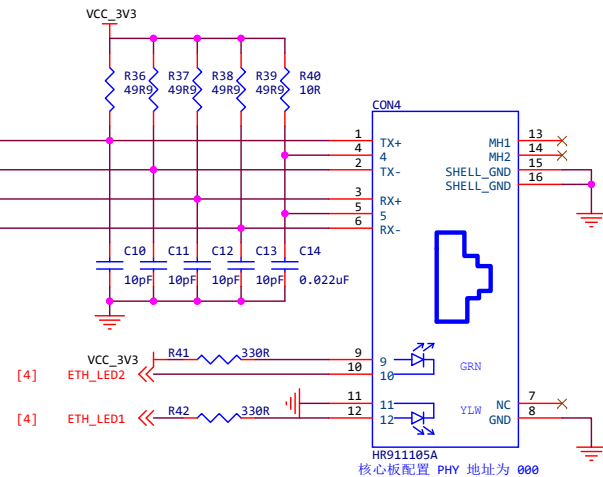 VCC_3V3
R36 R37 R38 R39 R40
49R9 49R9 49R9 49R9 10R
CON4
1 TX+
4 4
2 TX-
3 RX+
5 5
6 RX-
MH1 13
MH2 14
SHELL_GND 15
SHELL_GND 16
C10 C11 C12 C13 C14
10pF 10pF 10pF 10pF 0.022uF
VCC_3V3 R41 330R 9 9
[4] ETH_LED2 10 10
GRN
11 11
[4] ETH_LED1 R42 330R 12 12
YLW
NC 7
GND 8
HR911105A
核心板配置 PHY 地址为 000